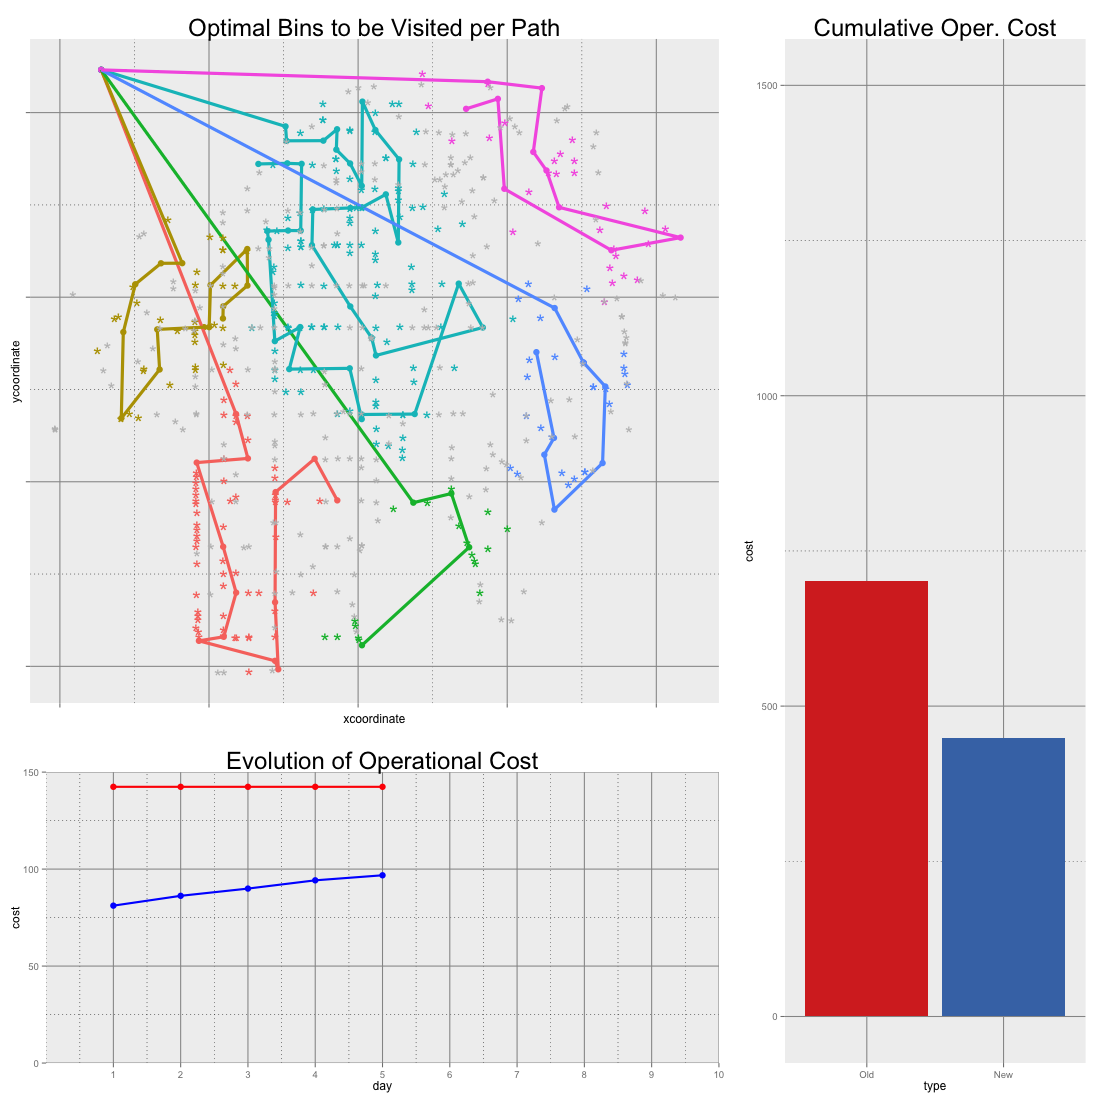 Optimal Bins to be Visited per Path
ycoordinate
xcoordinate
Cumulative Oper. Cost
1500
1000
500
0
cost
Old
New
type
Evolution of Operational Cost
150
100
50
0
cost
1 2 3 4 5 6 7 8 9 10
day